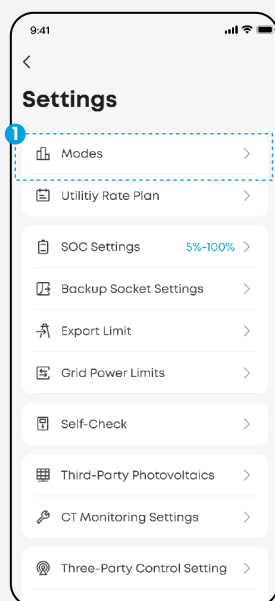 9:41
Settings
1
Modes
Utilitiy Rate Plan
SOC Settings 5%-100%
Backup Socket Settings
Export Limit
Grid Power Limits
Self-Check
Third-Party Photovoltaics
CT Monitoring Settings
Three-Party Control Setting